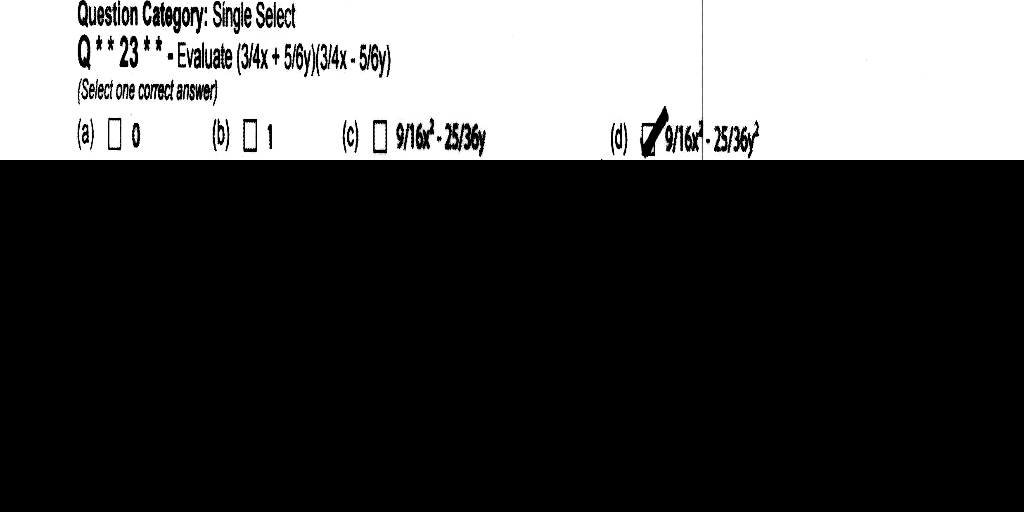 Question Category: Single Select
Q * * 23 * * - Evaluate (3/4x + 5/6y)(3/4x - 5/6y)
(Select one correct answer)
(a) ☐ 0 (b) ☐ 1 (c) ☐ 9/16x² - 25/36y (d) ☑ 9/16x² - 25/36y²